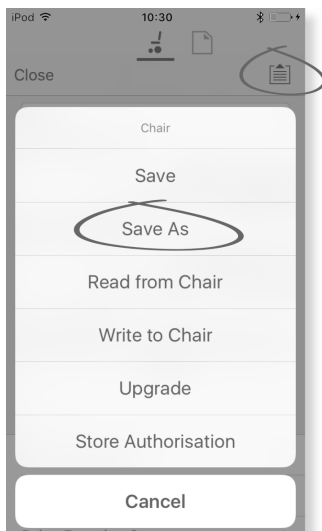 iPod 10:30
Close
Chair
Save
Save As
Read from Chair
Write to Chair
Upgrade
Store Authorisation
Cancel